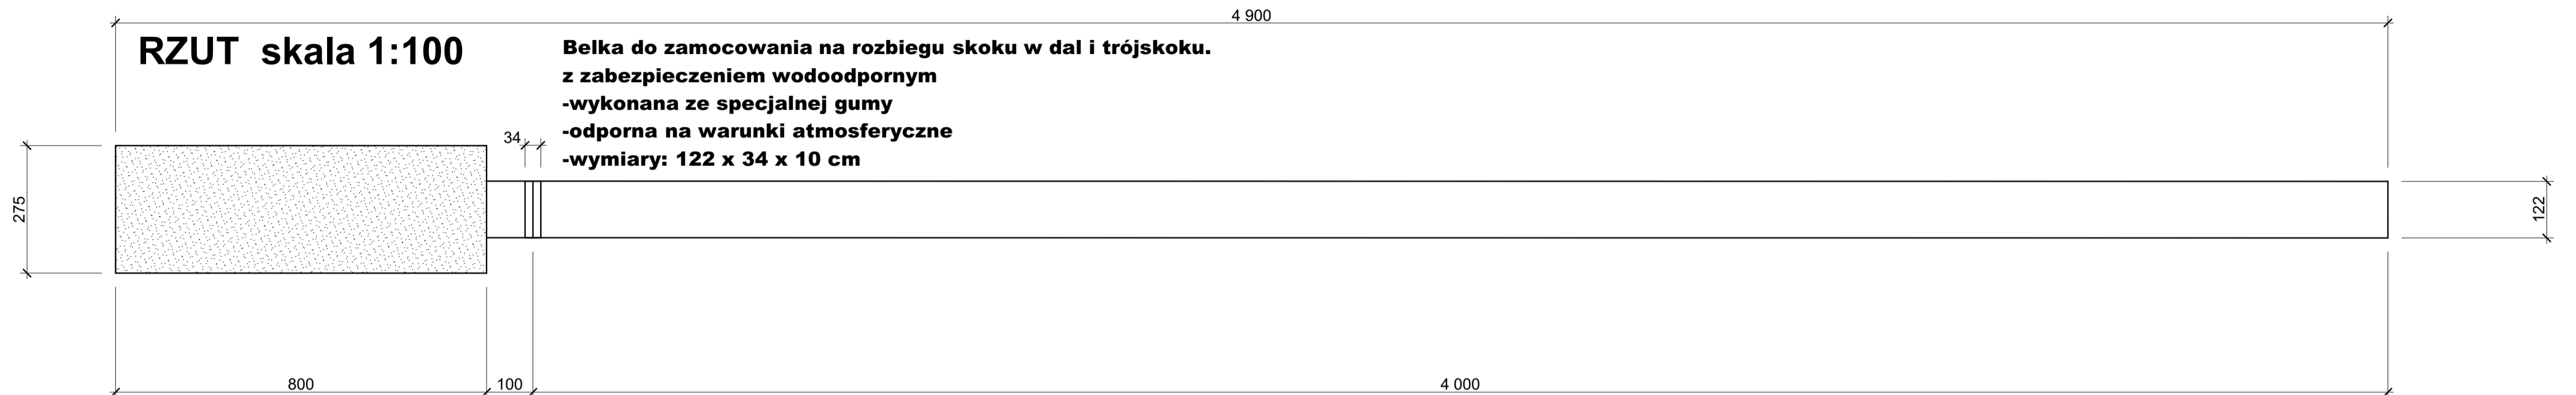 4 900
RZUT skala 1:100
Belka do zamocowania na rozbiegu skoku w dal i trójskoku.
z zabezpieczeniem wodoodpornym
-wykonana ze specjalnej gumy
-odporna na warunki atmosferyczne
-wymiary: 122 x 34 x 10 cm
34
275
122
800
100
4 000